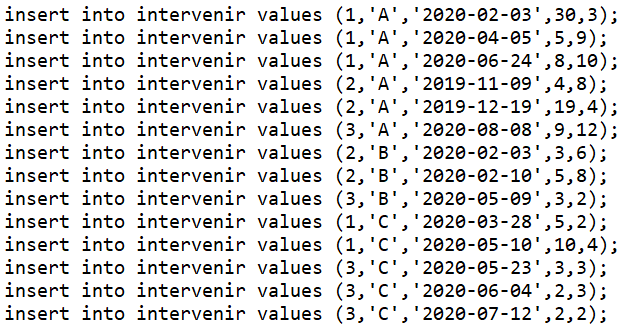 insert into intervenir values (1,'A','2020-02-03',30,3);
insert into intervenir values (1,'A','2020-04-05',5,9);
insert into intervenir values (1,'A','2020-06-24',8,10);
insert into intervenir values (2,'A','2019-11-09',4,8);
insert into intervenir values (2,'A','2019-12-19',19,4);
insert into intervenir values (3,'A','2020-08-08',9,12);
insert into intervenir values (2,'B','2020-02-03',3,6);
insert into intervenir values (2,'B','2020-02-10',5,8);
insert into intervenir values (3,'B','2020-05-09',3,2);
insert into intervenir values (1,'C','2020-03-28',5,2);
insert into intervenir values (1,'C','2020-05-10',10,4);
insert into intervenir values (3,'C','2020-05-23',3,3);
insert into intervenir values (3,'C','2020-06-04',2,3);
insert into intervenir values (3,'C','2020-07-12',2,2);